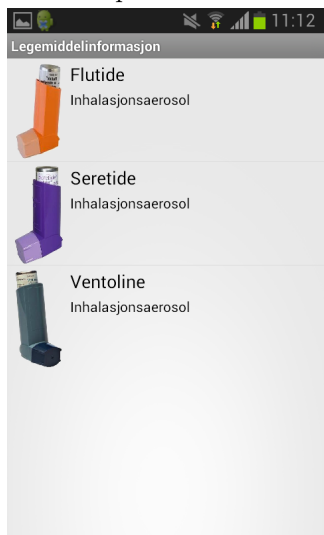 11:12
Legemiddelinformasjon
Flutide
Inhalasjonsaerosol
Seretide
Inhalasjonsaerosol
Ventoline
Inhalasjonsaerosol